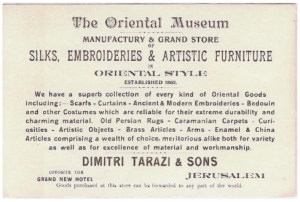 The Oriental Museum
MANUFACTURY & GRAND STORE
OF
SILKS, EMBROIDERIES & ARTISTIC FURNITURE
IN
ORIENTAL STYLE
ESTABLISHED 1862.
We have a superb collection of every kind of Oriental Goods
including:- Scarfs - Curtains - Ancient & Modern Embroideries - Bedouin
and other Costumes which are reliable for their extreme durability and
charming material. Old Persian Rugs - Caramanian Carpets - Curi-
osities - Artistic Objects - Brass Articles - Arms - Enamel & China
Articles comprising a wealth of choice, meritorious alike both for variety
as well as for excellence of material and workmanship.
DIMITRI TARAZI & SONS
OPPOSITE THE
GRAND NEW HOTEL
JERUSALEM
Goods purchased at this store can be forwarded to any part of the world.